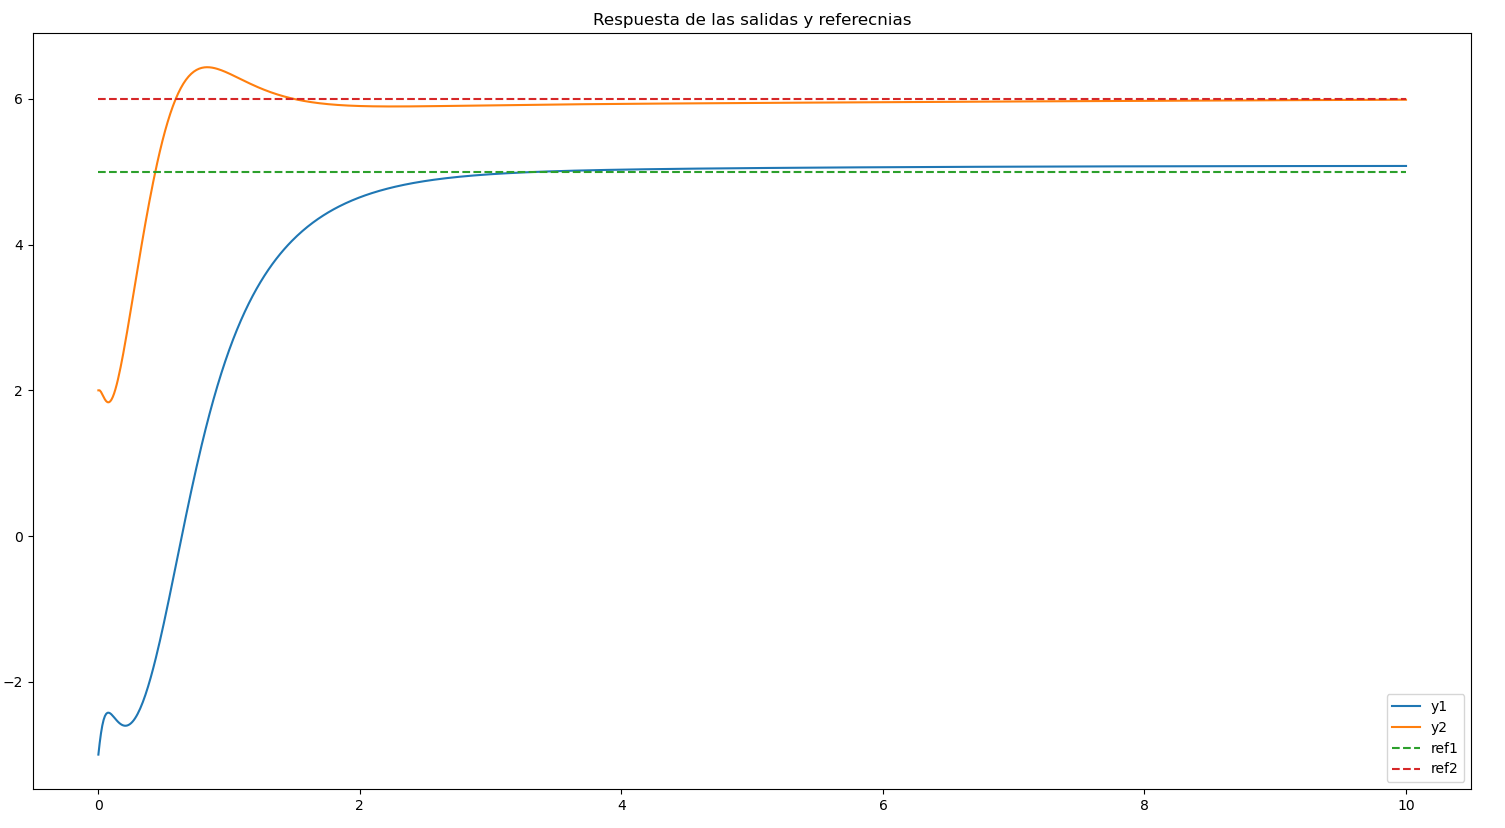 Respuesta de las salidas y referecnias
6
4
2
0
−2
0 2 4 6 8 10
y1
y2
ref1
ref2